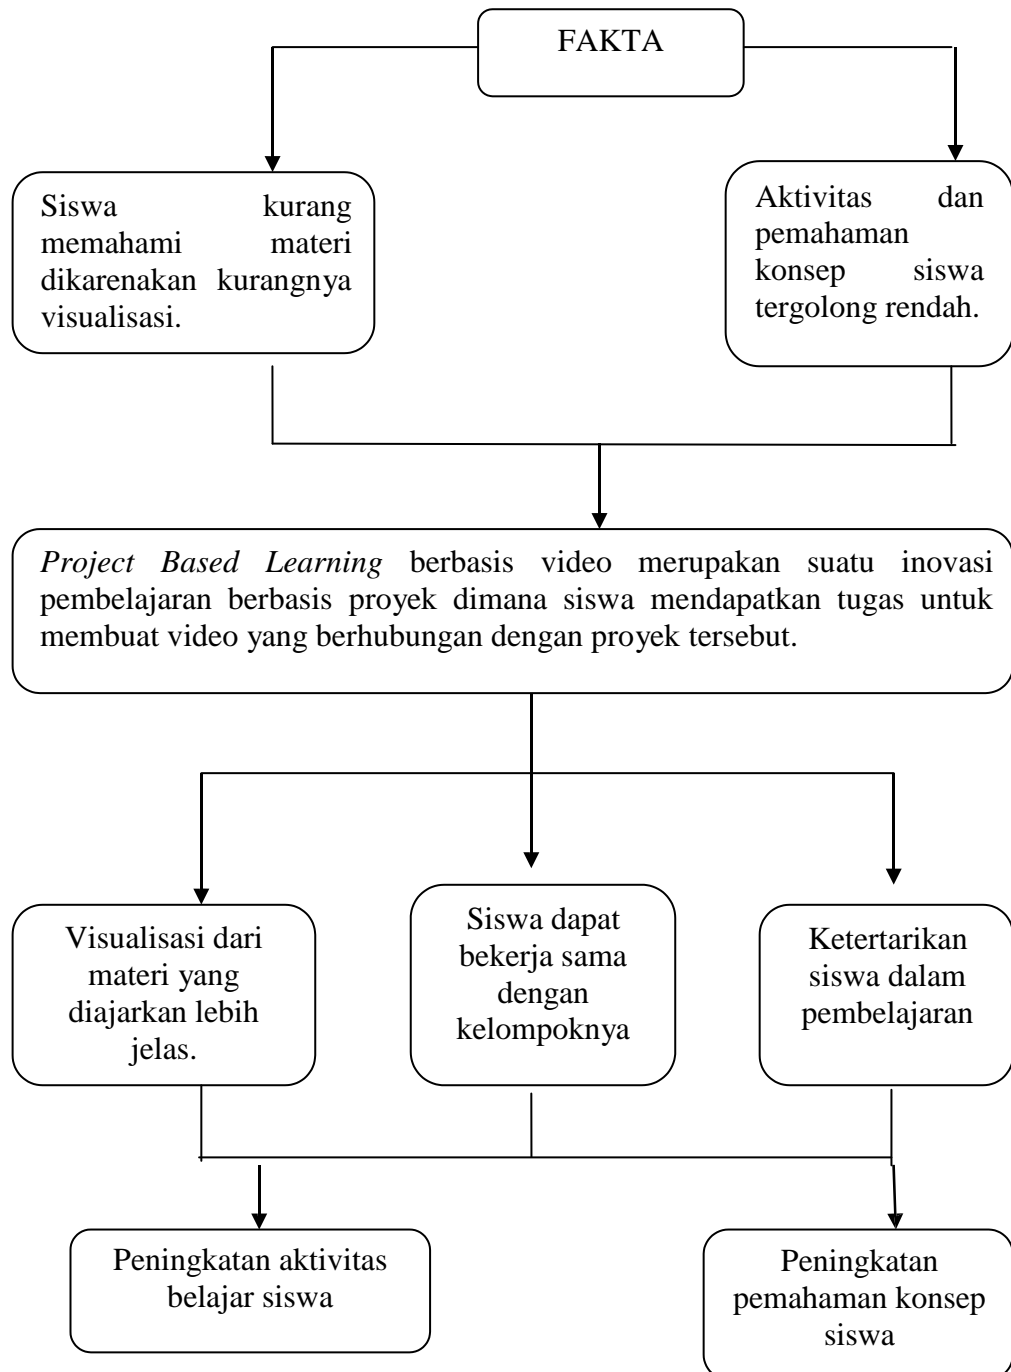 FAKTA
Siswa kurang
memahami materi
dikarenakan kurangnya
visualisasi.
Aktivitas dan
pemahaman
konsep siswa
tergolong rendah.
Project Based Learning berbasis video merupakan suatu inovasi
pembelajaran berbasis proyek dimana siswa mendapatkan tugas untuk
membuat video yang berhubungan dengan proyek tersebut.
Visualisasi dari
materi yang
diajarkan lebih
jelas.
Siswa dapat
bekerja sama
dengan
kelompoknya
Ketertarikan
siswa dalam
pembelajaran
Peningkatan aktivitas
belajar siswa
Peningkatan
pemahaman konsep
siswa